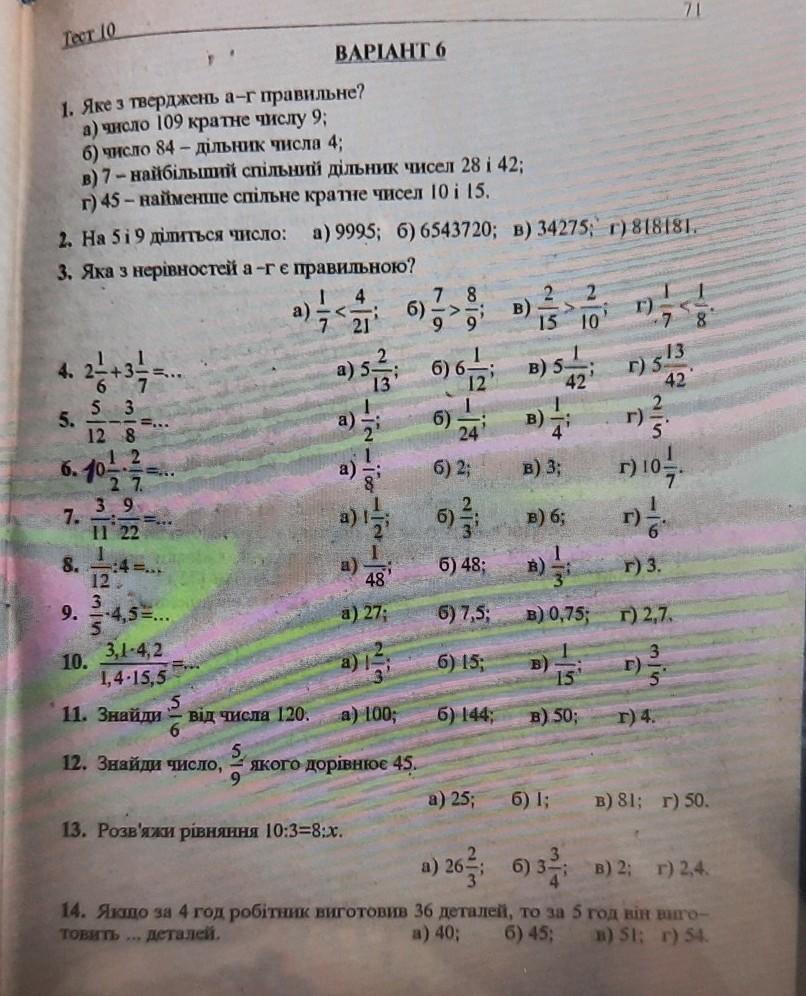 Тест 10
71
ВАРІАНТ 6
1. Яке з тверджень а–г правильне?
а) число 109 кратне числу 9;
б) число 84 – дільник числа 4;
в) 7 – найбільший спільний дільник чисел 28 і 42;
г) 45 – найменше спільне кратне чисел 10 і 15.
2. На 5 і 9 ділиться число: а) 9995; б) 6543720; в) 34275; г) 818181.
3. Яка з нерівностей а –г є правильною?
а) 1/7 < 4/21; б) 7/9 > 8/9; в) 2/15 > 2/10; г) 1/7 < 1/8.
4. 2 1/6 + 3 1/7 =... а) 5 2/13; б) 6 1/12; в) 5 1/42; г) 5 13/42.
5. 5/12 – 3/8 =... а) 1/2; б) 1/24; в) 1/4; г) 2/5.
6. 10 1/2 · 2/7 =... а) 1/8; б) 2; в) 3; г) 10 1/7.
7. 3/11 : 9/22 =... а) 1 1/2; б) 2/3; в) 6; г) 1/6.
8. 1/12 :4 =... а) 1/48; б) 48; в) 1/3; г) 3.
9. 3/5 ·4,5=... а) 27; б) 7,5; в) 0,75; г) 2,7.
10. 3,1·4,2 / 1,4·15,5 =... а) 1 2/3; б) 15; в) 1/15; г) 3/5.
11. Знайди 5/6 від числа 120. а) 100; б) 144; в) 50; г) 4.
12. Знайди число, 5/9 якого дорівнює 45.
а) 25; б) 1; в) 81; г) 50.
13. Розв'яжи рівняння 10:3=8:x.
а) 26 2/3; б) 3 3/4; в) 2; г) 2,4.
14. Якщо за 4 год робітник виготовив 36 деталей, то за 5 год він виго–
товить ... деталей. а) 40; б) 45; в) 51; г) 54.